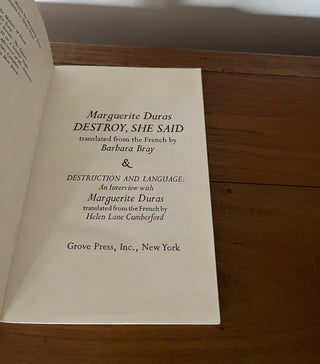 Marguerite Duras
DESTROY, SHE SAID
translated from the French by
Barbara Bray
&
DESTRUCTION AND LANGUAGE:
An Interview with
Marguerite Duras
translated from the French by
Helen Lane Cumberford
Grove Press, Inc., New York